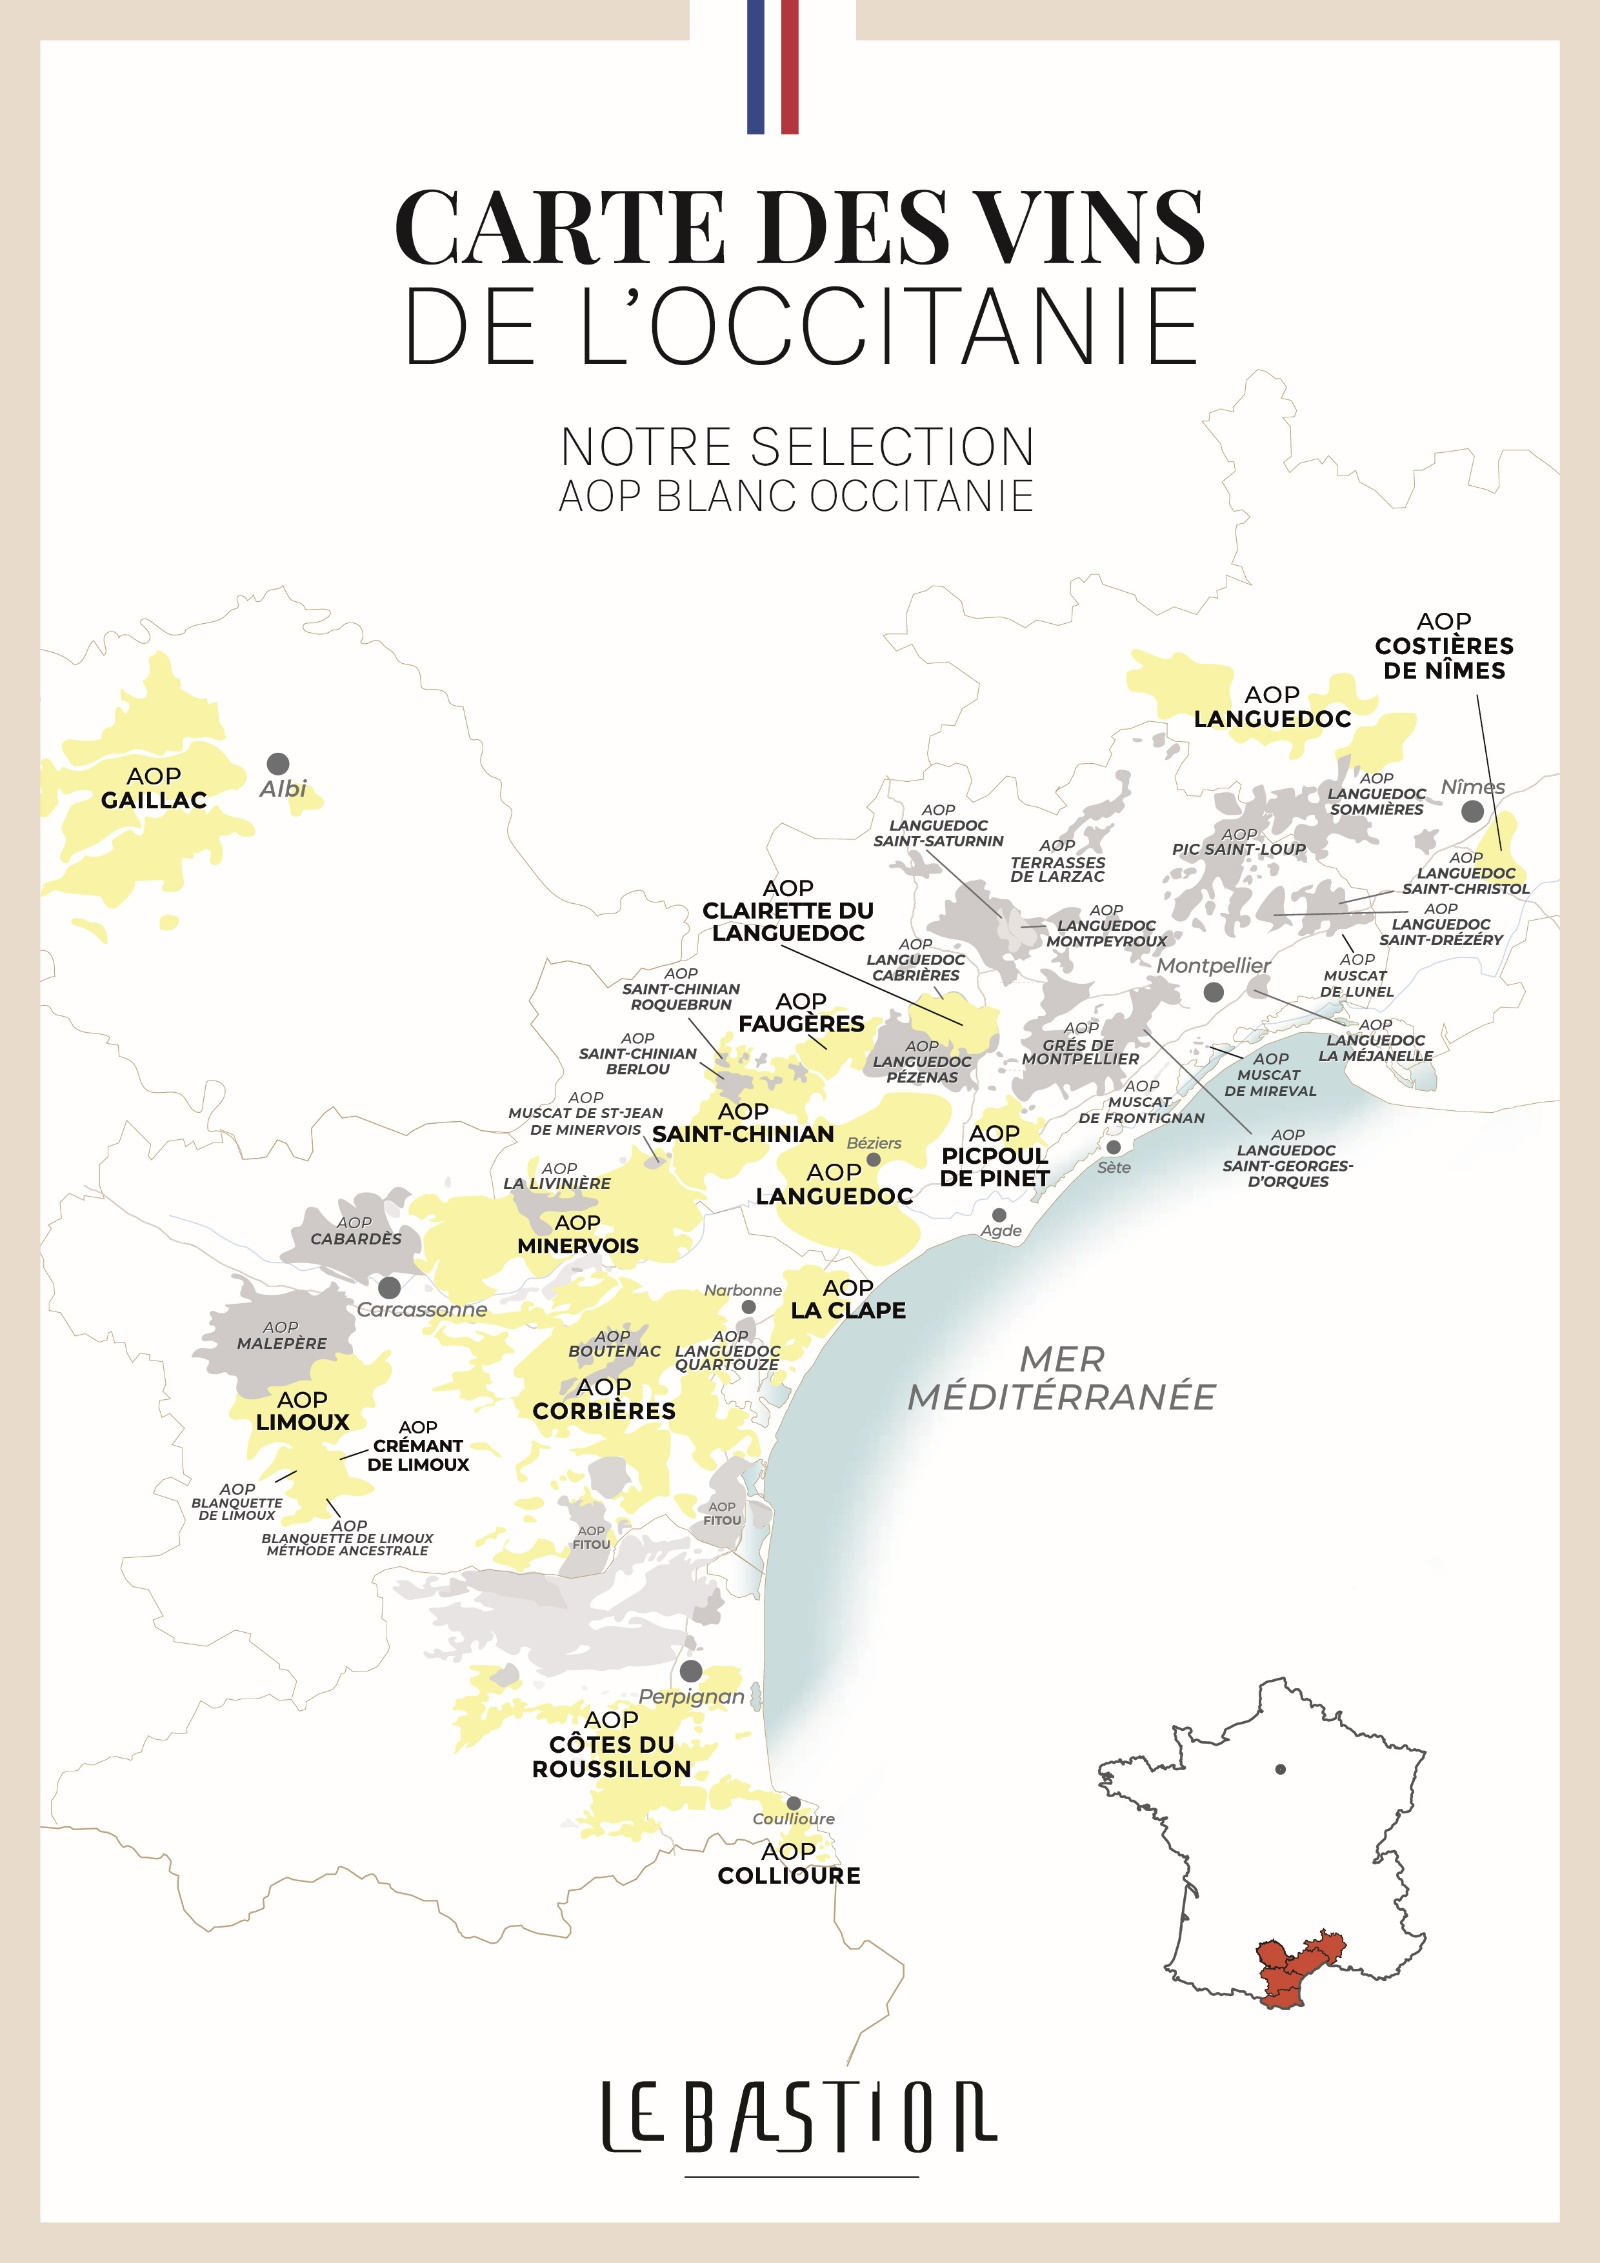 CARTE DES VINS
DE L'OCCITANIE
NOTRE SELECTION
AOP BLANC OCCITANIE
AOP
COSTIÈRES
DE NÎMES
AOP
LANGUEDOC
AOP
GAILLAC
Albi
AOP
LANGUEDOC
SOMMIÈRES
Nîmes
AOP
LANGUEDOC
SAINT-SATURNIN
AOP
TERRASSES
DE LARZAC
AOP
PIC SAINT-LOUP
AOP
LANGUEDOC
SAINT-CHRISTOL
AOP
CLAIRETTE DU
LANGUEDOC
AOP
LANGUEDOC
MONTPEYROUX
AOP
LANGUEDOC
SAINT-DRÉZÉRY
AOP
LANGUEDOC
CABRIÈRES
Montpellier
AOP
MUSCAT
DE LUNEL
AOP
SAINT-CHINIAN
ROQUEBRUN
AOP
FAUGÈRES
AOP
SAINT-CHINIAN
BERLOU
AOP
LANGUEDOC
PÉZENAS
AOP
GRÉS DE
MONTPELLIER
AOP
LANGUEDOC
LA MÉJANELLE
AOP
MUSCAT
DE MIREVAL
AOP
MUSCAT DE ST-JEAN
DE MINERVOIS
AOP
SAINT-CHINIAN
AOP
MUSCAT
DE FRONTIGNAN
Béziers
AOP
PICPOUL
DE PINET
Sète
AOP
LANGUEDOC
SAINT-GEORGES-
D'ORQUES
AOP
LA LIVINIÈRE
AOP
LANGUEDOC
AOP
CABARDÈS
AOP
MINERVOIS
Agde
Carcassonne
Narbonne
AOP
LA CLAPE
AOP
MALEPÈRE
AOP
BOUTENAC
AOP
LANGUEDOC
QUARTOUZE
MER
MÉDITÉRRANÉE
AOP
LIMOUX
AOP
CORBIÈRES
AOP
CRÉMANT
DE LIMOUX
AOP
BLANQUETTE
DE LIMOUX
AOP
BLANQUETTE DE LIMOUX
MÉTHODE ANCESTRALE
AOP
FITOU
AOP
FITOU
Perpignan
AOP
CÔTES DU
ROUSSILLON
Coullioure
AOP
COLLIOURE
LE BASTION